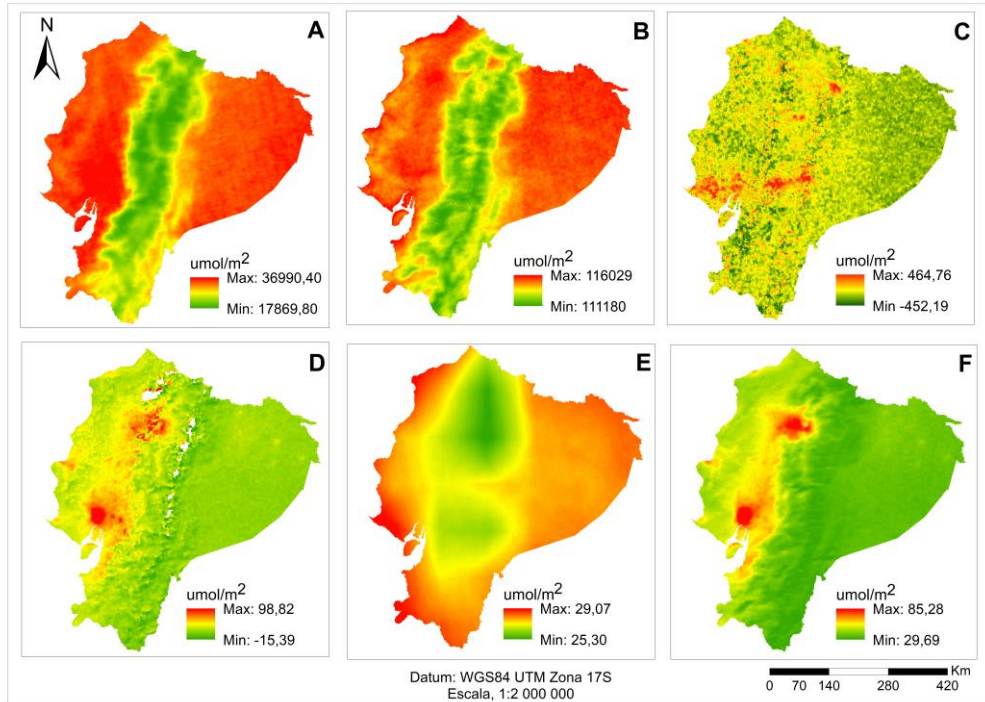 N
A
umol/m2
Max: 36990,40
Min: 17869,80
B
umol/m2
Max: 116029
Min: 111180
C
umol/m2
Max: 464,76
Min -452,19
D
umol/m2
Max: 98,82
Min: -15,39
E
umol/m2
Max: 29,07
Min: 25,30
F
umol/m2
Max: 85,28
Min: 29,69
Datum: WGS84 UTM Zona 17S
Escala, 1:2 000 000
Km
0 70 140 280 420